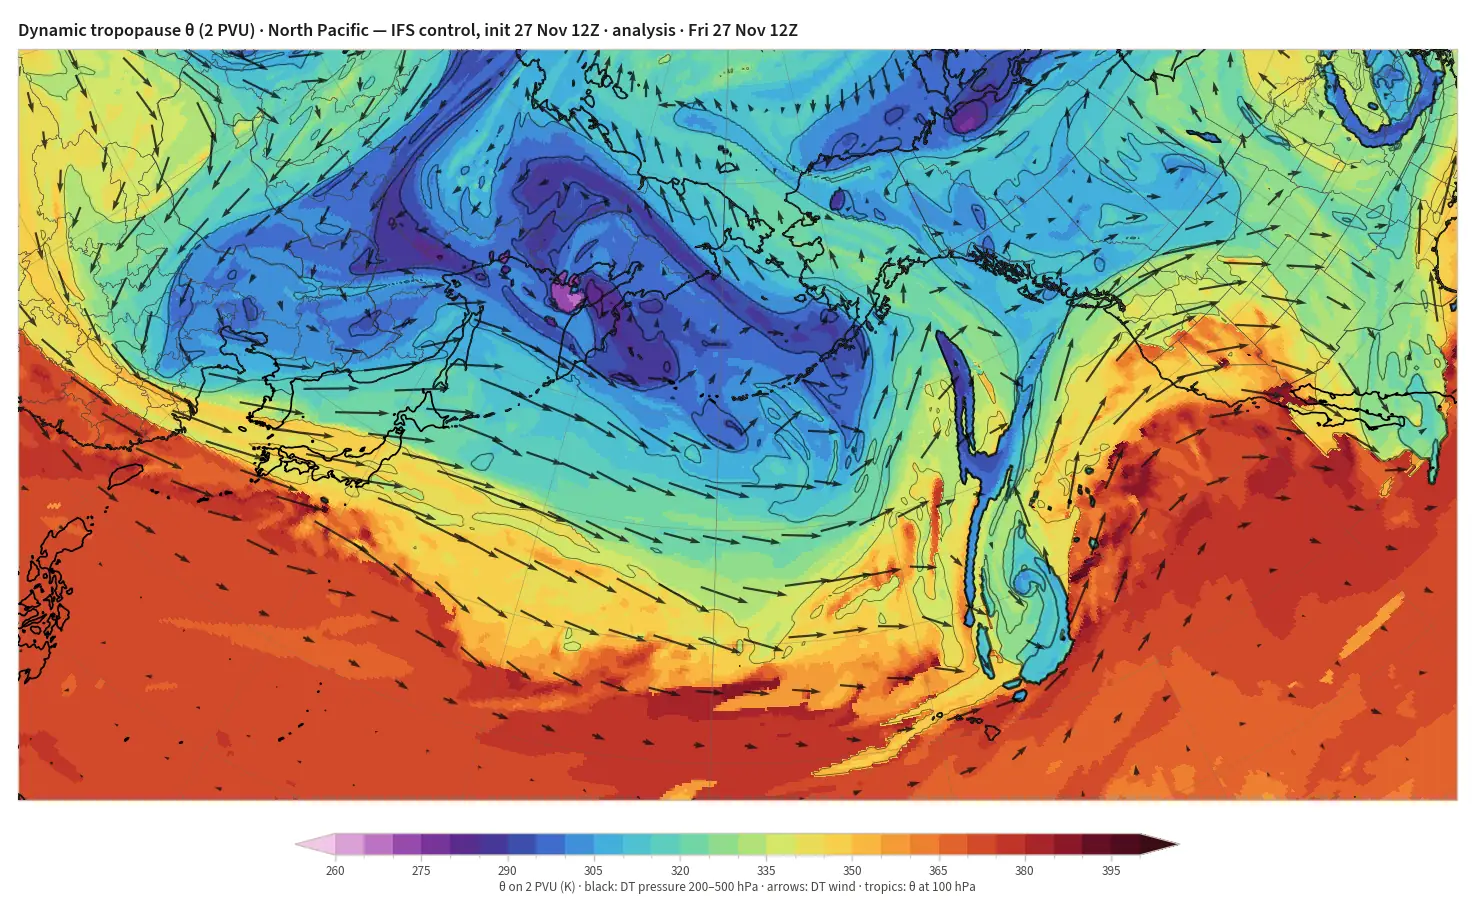 Dynamic tropopause θ (2 PVU) · North Pacific — IFS control, init 27 Nov 12Z · analysis · Fri 27 Nov 12Z
260 275 290 305 320 335 350 365 380 395
θ on 2 PVU (K) · black: DT pressure 200–500 hPa · arrows: DT wind · tropics: θ at 100 hPa